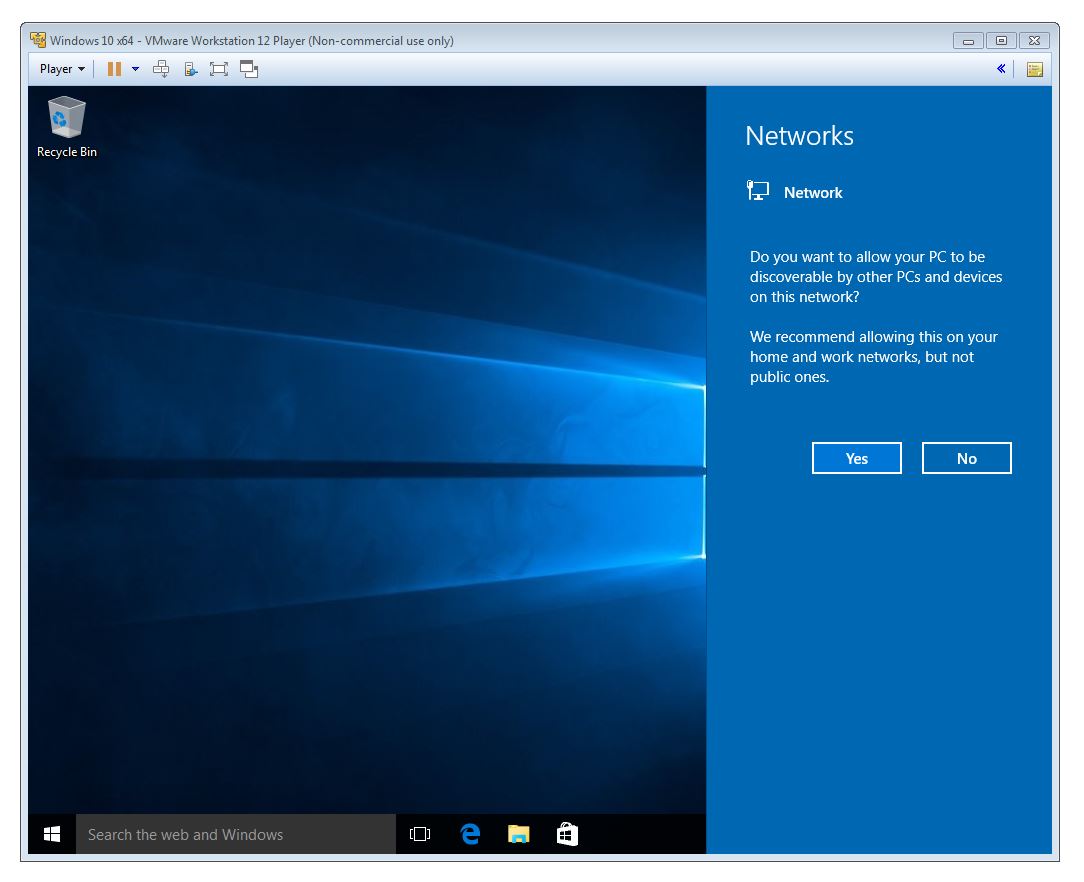 Windows 10 x64 - VMware Workstation 12 Player (Non-commercial use only)
Player
Recycle Bin
Networks
Network
Do you want to allow your PC to be
discoverable by other PCs and devices
on this network?
We recommend allowing this on your
home and work networks, but not
public ones.
Yes No
Search the web and Windows